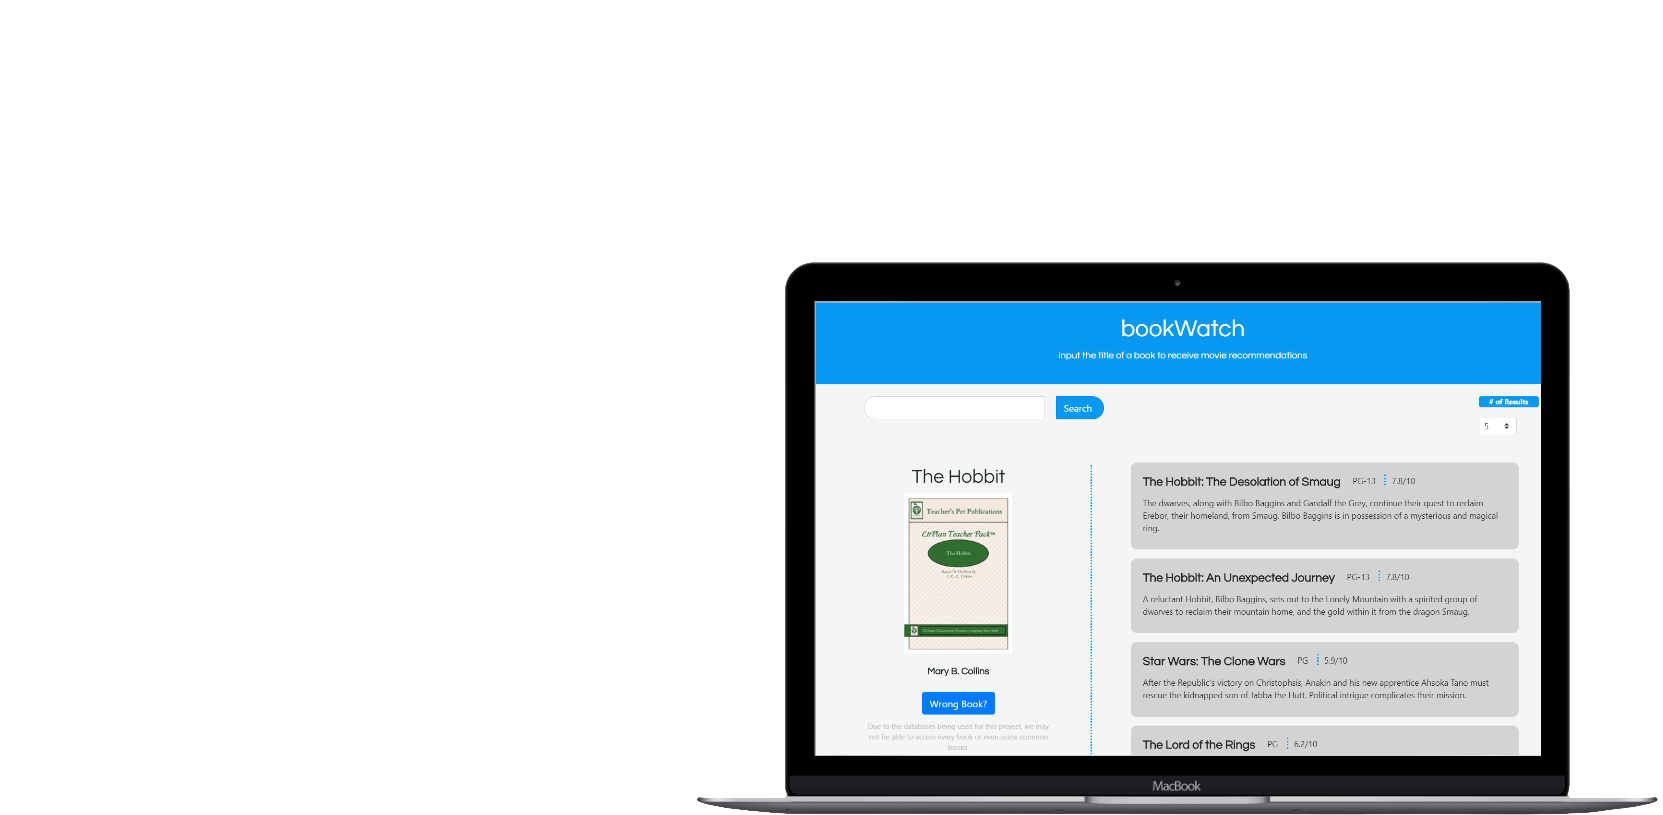 bookWatch
input the title of a book to receive movie recommendations
Search
# of Results
5
The Hobbit
Teacher's Pet Publications
LitPlan Teacher Pack™
The Hobbit
Mary B. Collins
Wrong Book?
Due to the databases being used for this project, we may
not be able to access every book or even some common
books.
The Hobbit: The Desolation of Smaug PG-13 7.8/10
The dwarves, along with Bilbo Baggins and Gandalf the Grey, continue their quest to reclaim
Erebor, their homeland, from Smaug. Bilbo Baggins is in possession of a mysterious and magical
ring.
The Hobbit: An Unexpected Journey PG-13 7.8/10
A reluctant Hobbit, Bilbo Baggins, sets out to the Lonely Mountain with a spirited group of
dwarves to reclaim their mountain home, and the gold within it from the dragon Smaug.
Star Wars: The Clone Wars PG 5.9/10
After the Republic's victory on Christophsis, Anakin and his new apprentice Ahsoka Tano must
rescue the kidnapped son of Jabba the Hutt. Political intrigue complicates their mission.
The Lord of the Rings PG 6.2/10
MacBook